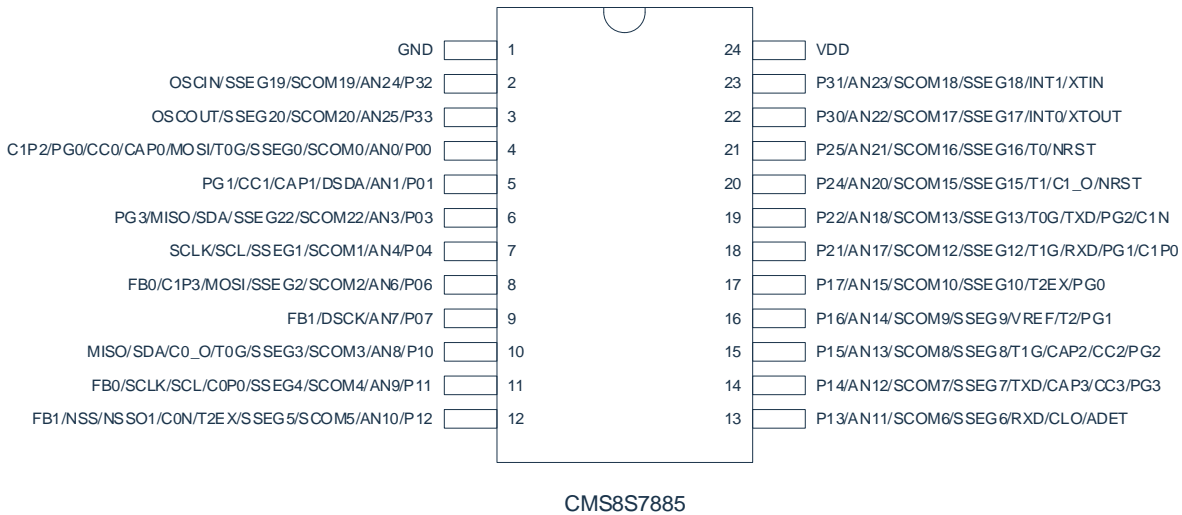 GND 1 24 VDD
OSCIN/SSEG19/SCOM19/AN24/P32 2 23 P31/AN23/SCOM18/SSEG18/INT1/XTIN
OSCOUT/SSEG20/SCOM20/AN25/P33 3 22 P30/AN22/SCOM17/SSEG17/INT0/XTOUT
C1P2/PG0/CC0/CAP0/MOSI/T0G/SSEG0/SCOM0/AN0/P00 4 21 P25/AN21/SCOM16/SSEG16/T0/NRST
PG1/CC1/CAP1/DSDA/AN1/P01 5 20 P24/AN20/SCOM15/SSEG15/T1/C1_O/NRST
PG3/MISO/SDA/SSEG22/SCOM22/AN3/P03 6 19 P22/AN18/SCOM13/SSEG13/T0G/TXD/PG2/C1N
SCLK/SCL/SSEG1/SCOM1/AN4/P04 7 18 P21/AN17/SCOM12/SSEG12/T1G/RXD/PG1/C1P0
FB0/C1P3/MOSI/SSEG2/SCOM2/AN6/P06 8 17 P17/AN15/SCOM10/SSEG10/T2EX/PG0
FB1/DSCK/AN7/P07 9 16 P16/AN14/SCOM9/SSEG9/VREF/T2/PG1
MISO/SDA/C0_O/T0G/SSEG3/SCOM3/AN8/P10 10 15 P15/AN13/SCOM8/SSEG8/T1G/CAP2/CC2/PG2
FB0/SCLK/SCL/C0P0/SSEG4/SCOM4/AN9/P11 11 14 P14/AN12/SCOM7/SSEG7/TXD/CAP3/CC3/PG3
FB1/NSS/NSSO1/C0N/T2EX/SSEG5/SCOM5/AN10/P12 12 13 P13/AN11/SCOM6/SSEG6/RXD/CLO/ADET
CMS8S7885